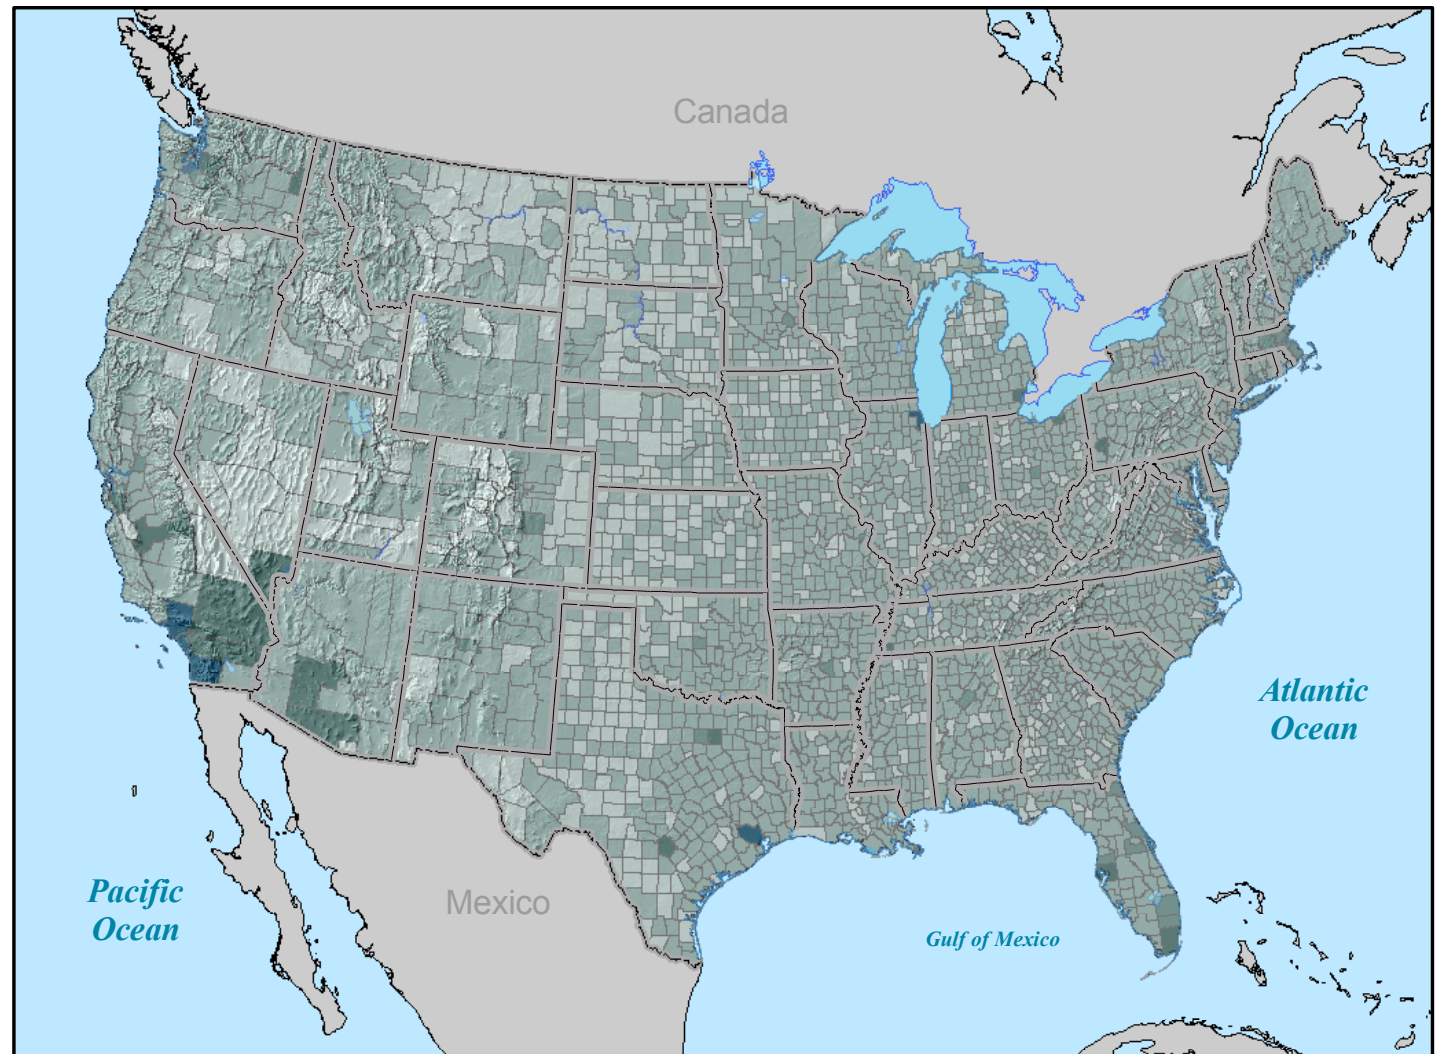 Canada
Atlantic
Ocean
Pacific
Ocean
Mexico
Gulf of Mexico